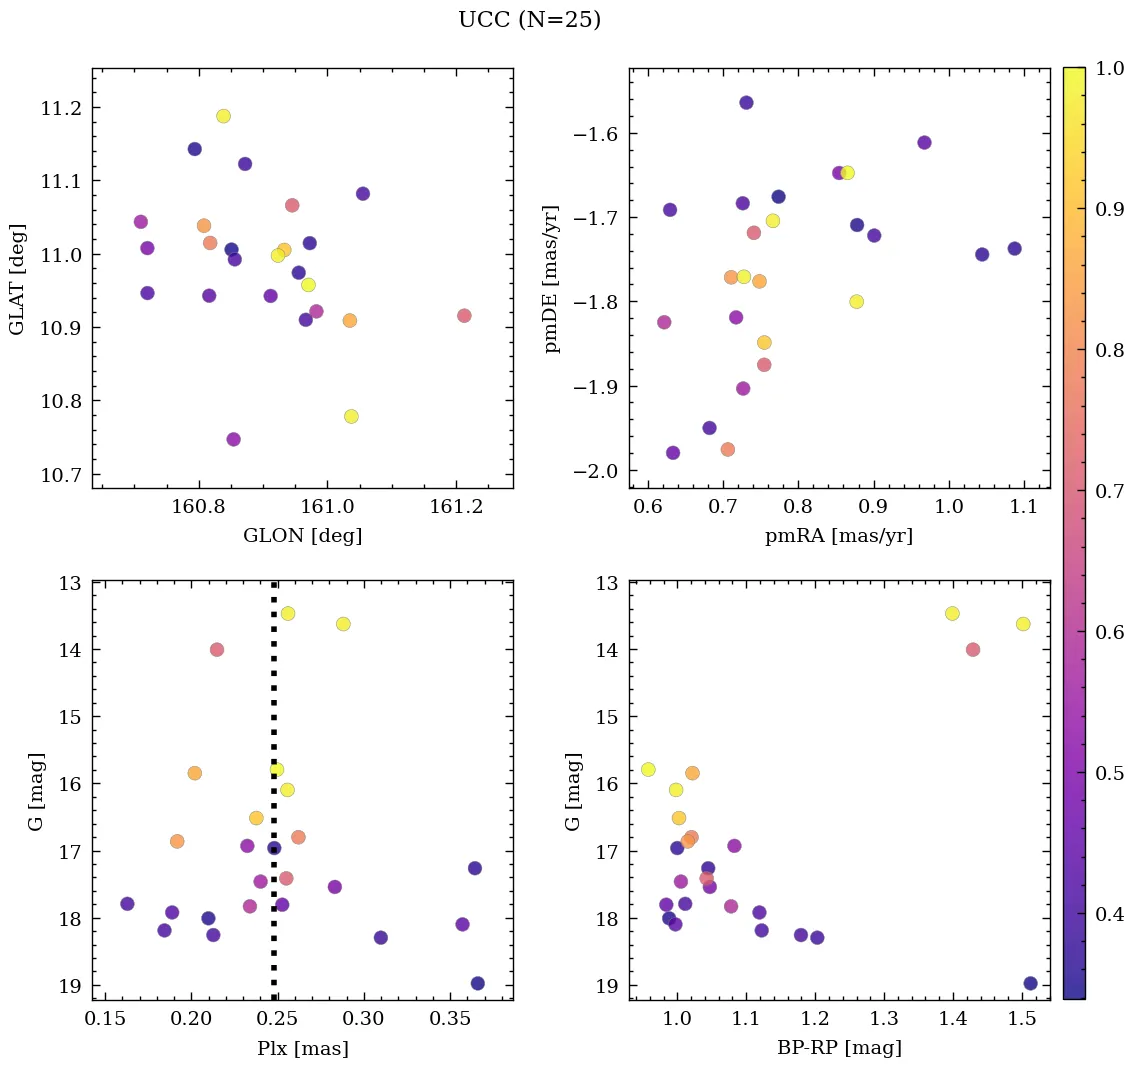 UCC (N=25)
11.2
11.1
11.0
10.9
10.8
10.7
GLAT [deg]
160.8 161.0 161.2
GLON [deg]
−1.6
−1.7
−1.8
−1.9
−2.0
pmDE [mas/yr]
0.6 0.7 0.8 0.9 1.0 1.1
pmRA [mas/yr]
13
14
15
16
17
18
19
G [mag]
0.15 0.20 0.25 0.30 0.35
Plx [mas]
13
14
15
16
17
18
19
G [mag]
1.0 1.1 1.2 1.3 1.4 1.5
BP-RP [mag]
1.0
0.9
0.8
0.7
0.6
0.5
0.4